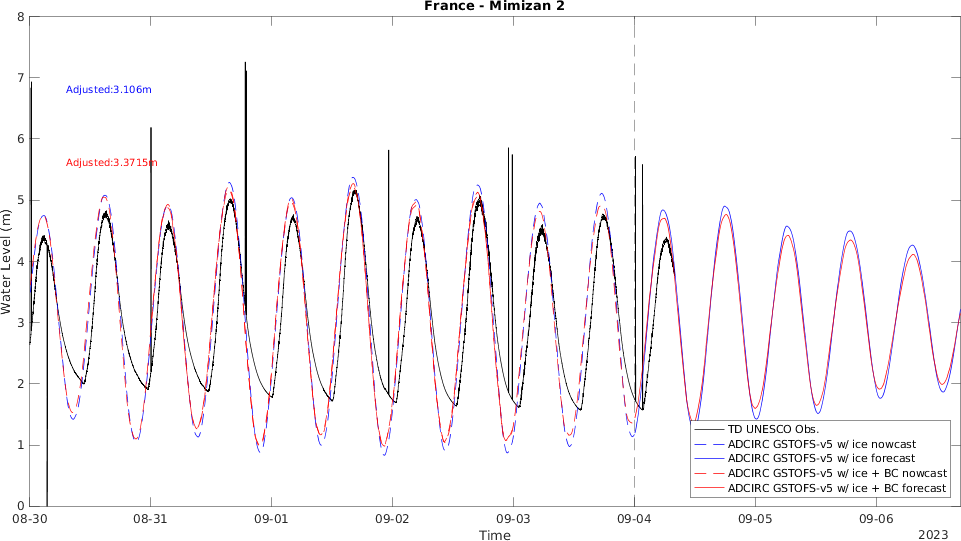 France - Mimizan 2
8
7
6
5
4
3
2
1
0
Water Level (m)
Adjusted:3.106m
Adjusted:3.3715m
TD UNESCO Obs.
ADCIRC GSTOFS-v5 w/ ice nowcast
ADCIRC GSTOFS-v5 w/ ice forecast
ADCIRC GSTOFS-v5 w/ ice + BC nowcast
ADCIRC GSTOFS-v5 w/ ice + BC forecast
08-30 08-31 09-01 09-02 09-03 09-04 09-05 09-06
Time
2023